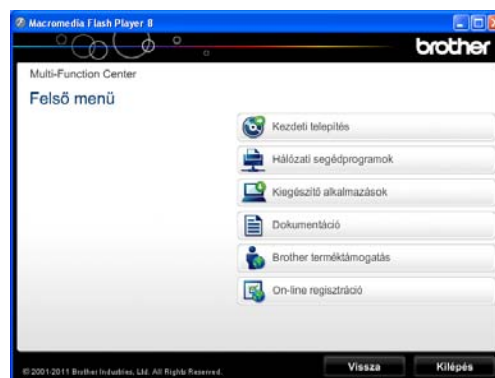 Macromedia Flash Player 8
brother
Multi-Function Center
Felső menü
Kezdeti telepítés
Hálózati segédprogramok
Kiegészítő alkalmazások
Dokumentáció
Brother terméktámogatás
On-line regisztráció
© 2001-2011 Brother Industries, Ltd. All Rights Reserved.
Vissza
Kilépés